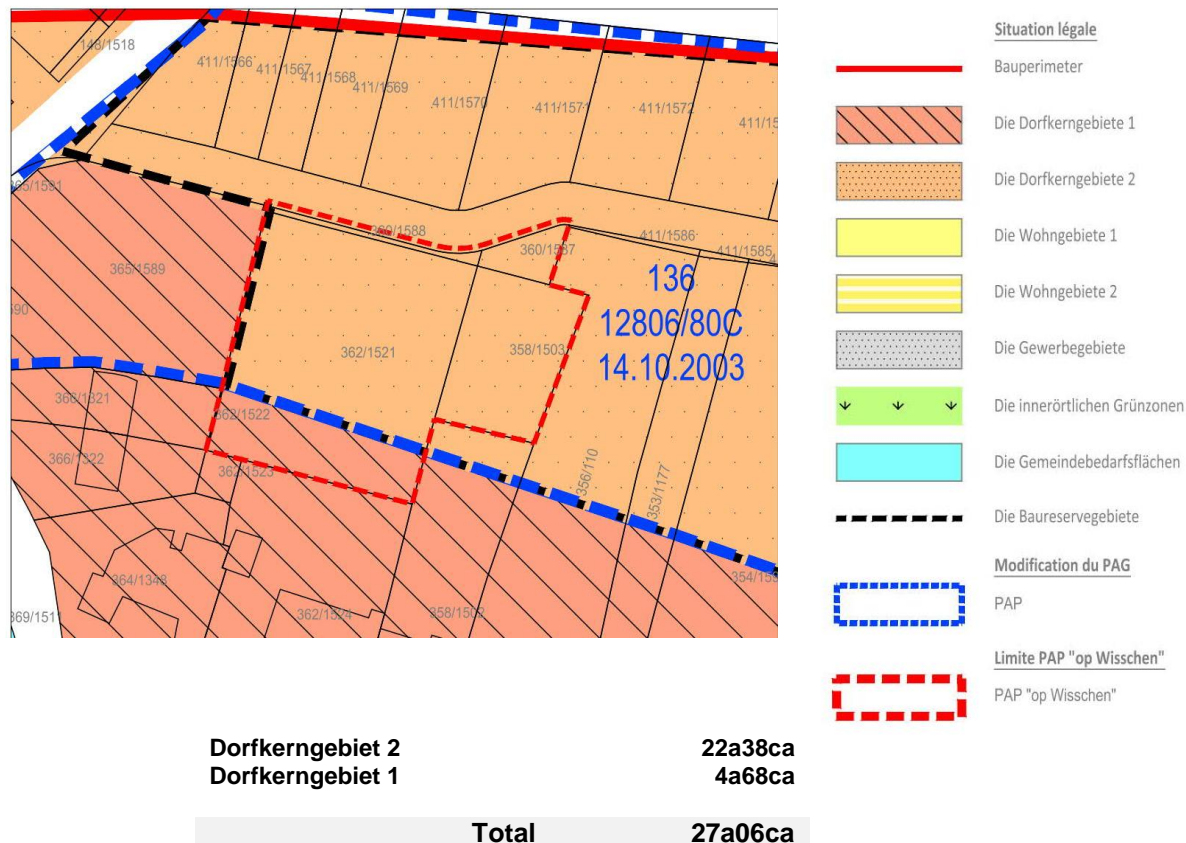 148/1518
411/1566
411/1567
411/1568
411/1569
411/1570
411/1571
411/1572
365/1591
360/1588
360/1587
411/1586
411/1585
365/1589
136
12806/80C
14.10.2003
362/1521
358/1503
366/1321
362/1522
366/1322
362/1523
356/110
353/1177
364/1348
369/1511
362/1524
358/1502
Situation légale
Bauperimeter
Die Dorfkerngebiete 1
Die Dorfkerngebiete 2
Die Wohngebiete 1
Die Wohngebiete 2
Die Gewerbegebiete
Die innerörtlichen Grünzonen
Die Gemeindebedarfsflächen
Die Baureservegebiete
Modification du PAG
PAP
Limite PAP "op Wisschen"
PAP "op Wisschen"
Dorfkerngebiet 2 22a38ca
Dorfkerngebiet 1 4a68ca
Total 27a06ca